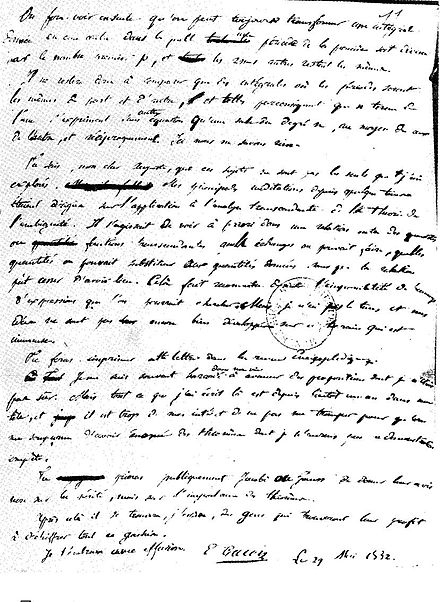 On fera voir ensuite qu'on peut toujours transformer une intégrale
donnée en une autre dans laquelle une période de la première soit divisée
par le nombre premier p, et les 2n-1 autres restent les mêmes.
Il ne restera donc à comparer que des intégrales où les périodes seront
les mêmes de part et d'autre, et telles par conséquent que n termes de
l'une s'expriment sans autre équation qu'une seule du degré n, au moyen de ceux
de l'autre, et réciproquement. Ici nous ne savons rien.
Tu sais, mon cher Auguste, que ces sujets ne sont pas les seuls que j'aie
explorés. Mes principales méditations depuis quelque temps
étaient dirigées sur l'application à l'analyse transcendante de la théorie de
l'ambiguité. Il s'agissait de voir à priori dans une relation entre des quantités
ou fonctions transcendantes quels échanges on pouvait faire, quelles
quantités on pouvait substituer aux quantités données sans que la relation
pût cesser d'avoir lieu. Cela fait reconnaitre l'impossibilité de beaucoup
d'expressions que l'on pourrait chercher. Mais je n'ai pas le temps et mes
idées ne sont pas encore bien développées sur ce terrain qui est
immense.
Tu feras imprimer cette lettre dans la revue encyclopédique.
Je me suis souvent hasardé dans ma vie à avancer des propositions dont je n'étais
pas sûr. Mais tout ce que j'ai écrit là est depuis bientôt un an dans ma
tête, et il est trop de mon intérêt de ne pas me tromper pour qu'on
me soupçonne d'avoir énoncé des théorèmes dont je n'aurais pas la démonstration
complète.
Tu prieras publiquement Jacobi ou Gauss de donner leur avis
non sur la vérité, mais sur l'importance des théorèmes.
Après cela il se trouvera, j'espère, des gens qui trouveront leur profit
à déchiffrer tout ce gachis.
Je t'embrasse avec effusion. E Galois Le 29 Mai 1832.